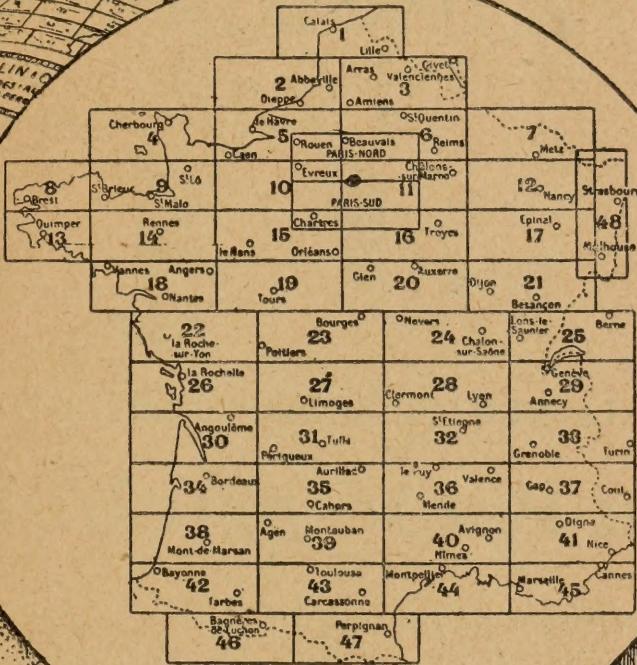 Calais
1
Lille
2 Abbeville
Dieppe
Arras
3
Givet
Valenciennes
Amiens
Cherbourg
4
le Havre
5
Caen
Rouen
Beauvais
PARIS-NORD
St Quentin
6
Reims
7
Metz
8
Brest
St Brieuc
9
St Lô
St Malo
10
Evreux
11
PARIS-SUD
Châlons-
sur-Marne
12
Nancy
Strasbourg
48
Mulhouse
Quimper
13
Rennes
14
15
le Mans
Chartres
Orléans
16
Troyes
Epinal
17
Vannes
18
Angers
Nantes
19
Tours
Gien
20
Auxerre
Dijon
21
Besançon
22
la Roche-
sur-Yon
Bourges
23
Poitiers
Nevers
24
Chalon-
sur-Saône
Lons-le-
Saunier
25
Berne
26
la Rochelle
27
Limoges
28
Clermont
Lyon
Genève
29
Annecy
Angoulême
30
31
Tulle
Périgueux
St Etienne
32
33
Grenoble
Turin
34
Bordeaux
Aurillac
35
Cahors
le Puy
36
Valence
Mende
Gap
37
Coni
38
Mont-de-Marsan
Agen
Montauban
39
Avignon
40
Nîmes
Digne
41
Nice
Bayonne
42
Tarbes
Toulouse
43
Carcassonne
Montpellier
44
Marseille
45
Cannes
Bagnères
de Luchon
46
Perpignan
47